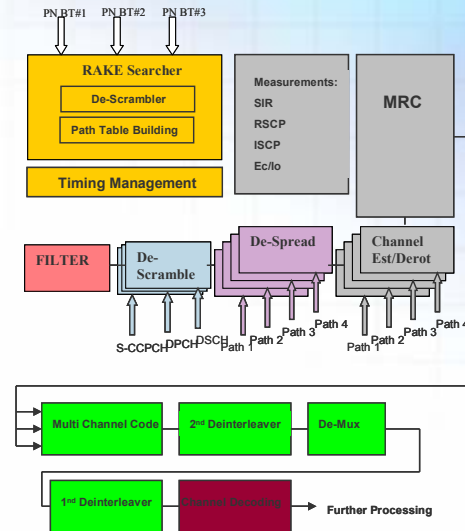 PN BT#1 PN BT#2 PN BT#3
RAKE Searcher
De-Scrambler
Path Table Building
Timing Management
Measurements:
SIR
RSCP
ISCP
Ec/Io
MRC
FILTER
De-
Scramble
De-Spread
Channel
Est/Derot
S-CCPCH
DPCH
DSCH
Path 1
Path 2
Path 3
Path 4
Path 1
Path 2
Path 3
Path 4
Multi Channel Code
2nd Deinterleaver
De-Mux
1st Deinterleaver
Channel Decoding
Further Processing